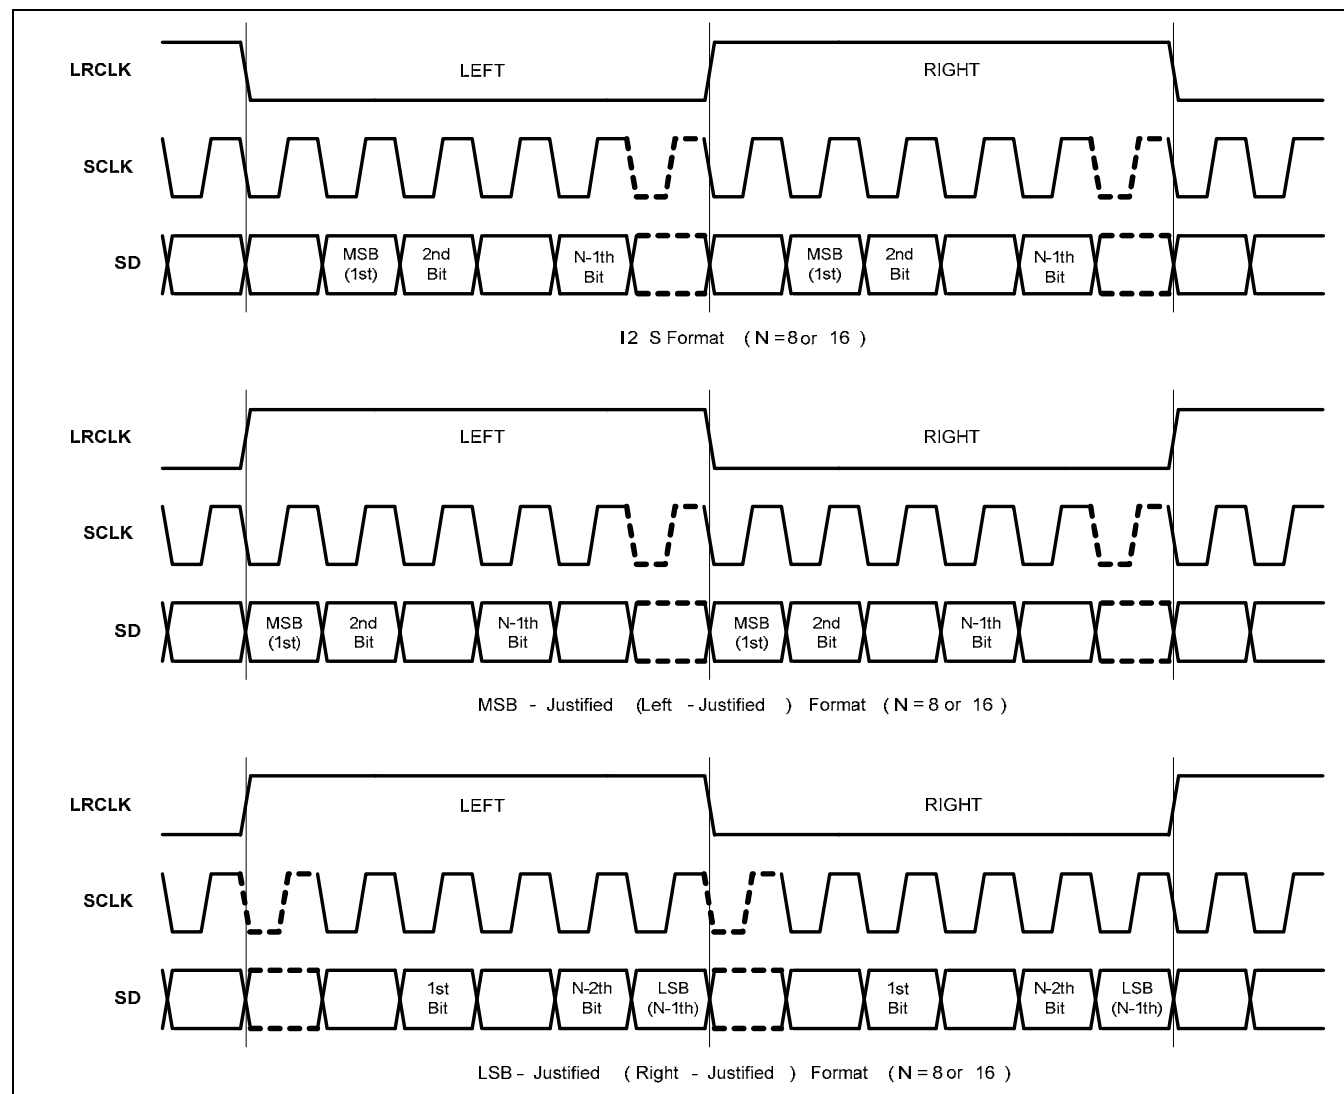 LRCLK LEFT RIGHT
SCLK
SD MSB (1st) 2nd Bit N-1th Bit MSB (1st) 2nd Bit N-1th Bit
I2 S Format ( N = 8 or 16 )
LRCLK LEFT RIGHT
SCLK
SD MSB (1st) 2nd Bit N-1th Bit MSB (1st) 2nd Bit N-1th Bit
MSB - Justified (Left - Justified ) Format ( N = 8 or 16 )
LRCLK LEFT RIGHT
SCLK
SD 1st Bit N-2th Bit LSB (N-1th) 1st Bit N-2th Bit LSB (N-1th)
LSB - Justified ( Right - Justified ) Format ( N = 8 or 16 )